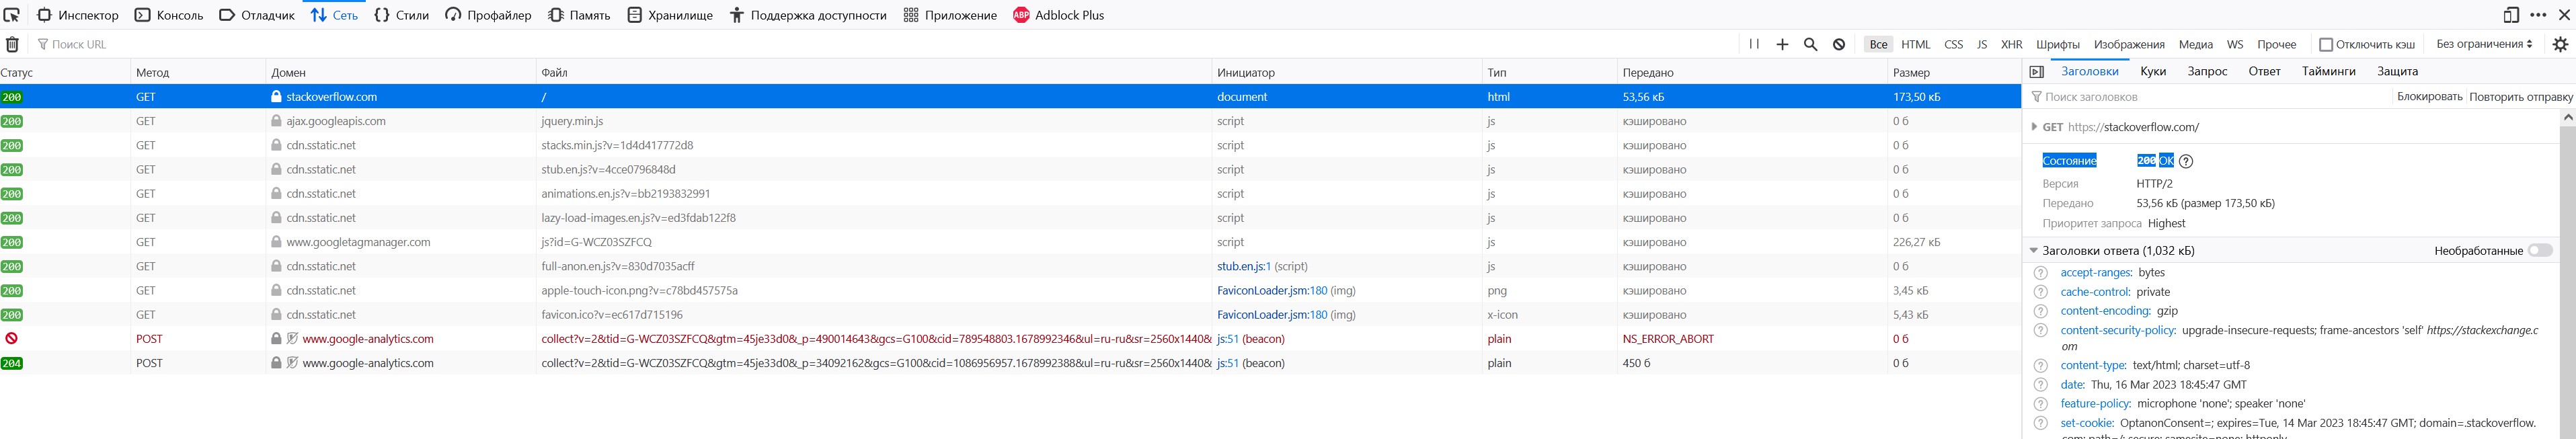 Инспектор Консоль Отладчик Сеть Стили Профайлер Память Хранилище Поддержка доступности Приложение ABP Adblock Plus
Поиск URL Все HTML CSS JS XHR Шрифты Изображения Медиа WS Прочее Отключить кэш Без ограничения
Статус Метод Домен Файл Инициатор Тип Передано Размер
200 GET stackoverflow.com / document html 53,56 кБ 173,50 кБ
200 GET ajax.googleapis.com jquery.min.js script js кэшировано 0 б
200 GET cdn.sstatic.net stacks.min.js?v=1d4d417772d8 script js кэшировано 0 б
200 GET cdn.sstatic.net stub.en.js?v=4cce0796848d script js кэшировано 0 б
200 GET cdn.sstatic.net animations.en.js?v=bb2193832991 script js кэшировано 0 б
200 GET cdn.sstatic.net lazy-load-images.en.js?v=ed3fdab122f8 script js кэшировано 0 б
200 GET www.googletagmanager.com js?id=G-WCZ03SZFCQ script js кэшировано 226,27 кБ
200 GET cdn.sstatic.net full-anon.en.js?v=830d7035acff stub.en.js:1 (script) js кэшировано 0 б
200 GET cdn.sstatic.net apple-touch-icon.png?v=c78bd457575a FaviconLoader.jsm:180 (img) png кэшировано 3,45 кБ
200 GET cdn.sstatic.net favicon.ico?v=ec617d715196 FaviconLoader.jsm:180 (img) x-icon кэшировано 5,43 кБ
POST www.google-analytics.com collect?v=2&tid=G-WCZ03SZFCQ&gtm=45je33d0&_p=490014643&gcs=G100&cid=789548803.1678992346&ul=ru-ru&sr=2560x1440& js:51 (beacon) plain NS_ERROR_ABORT 0 б
204 POST www.google-analytics.com collect?v=2&tid=G-WCZ03SZFCQ&gtm=45je33d0&_p=34092162&gcs=G100&cid=1086956957.1678992388&ul=ru-ru&sr=2560x1440& js:51 (beacon) plain 450 б 0 б
Заголовки Куки Запрос Ответ Тайминги Защита
Поиск заголовков Блокировать Повторить отправку
GET https://stackoverflow.com/
Состояние 200 OK
Версия HTTP/2
Передано 53,56 кБ (размер 173,50 кБ)
Приоритет запроса Highest
Заголовки ответа (1,032 кБ) Необработанные
accept-ranges: bytes
cache-control: private
content-encoding: gzip
content-security-policy: upgrade-insecure-requests; frame-ancestors 'self' https://stackexchange.c
om
content-type: text/html; charset=utf-8
date: Thu, 16 Mar 2023 18:45:47 GMT
feature-policy: microphone 'none'; speaker 'none'
set-cookie: OptanonConsent=; expires=Tue, 14 Mar 2023 18:45:47 GMT; domain=.stackoverflow.
com; path=/; secure; samesite=none; httponly